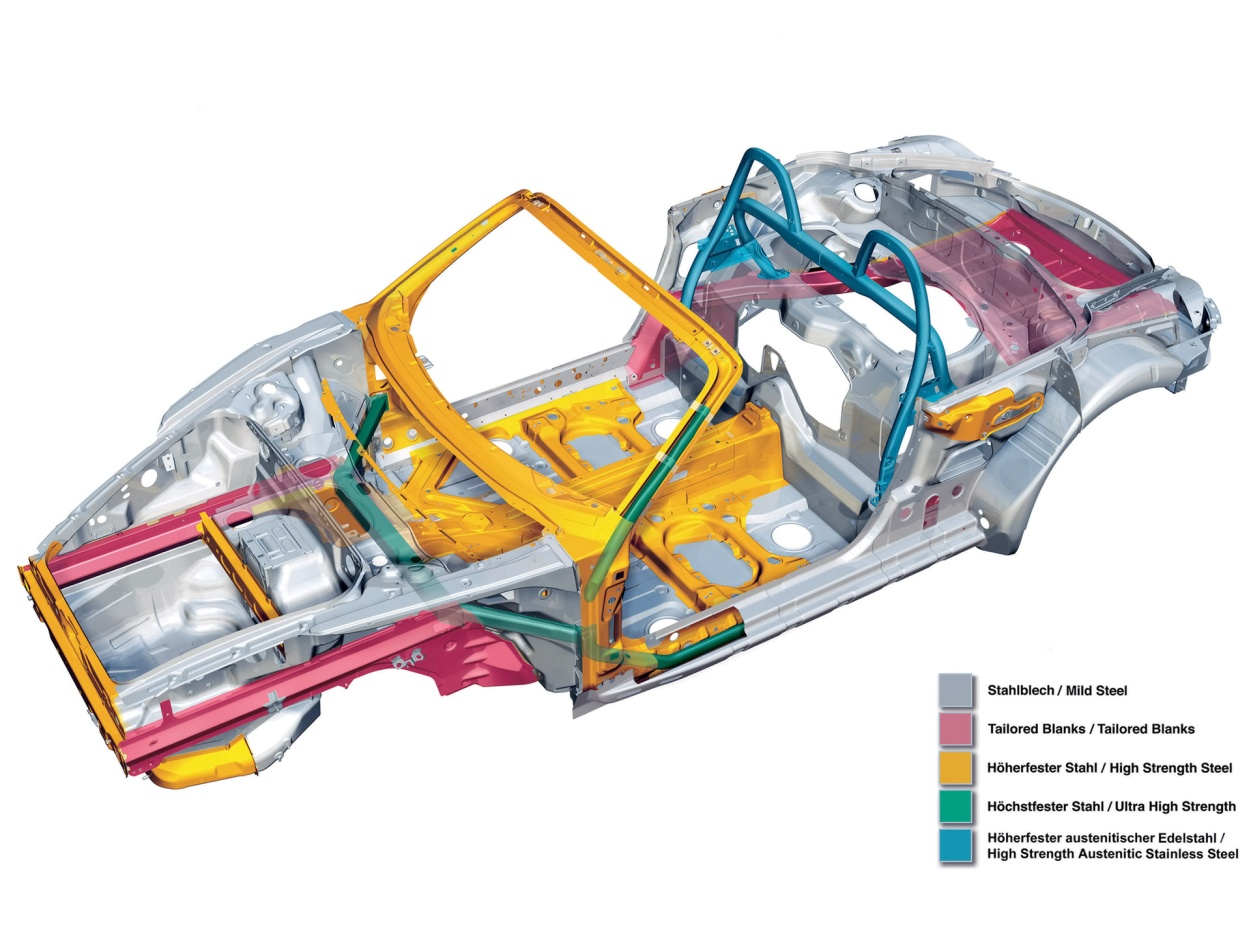 Stahlblech / Mild Steel
Tailored Blanks / Tailored Blanks
Höherfester Stahl / High Strength Steel
Höchstfester Stahl / Ultra High Strength
Höherfester austenitischer Edelstahl /
High Strength Austenitic Stainless Steel